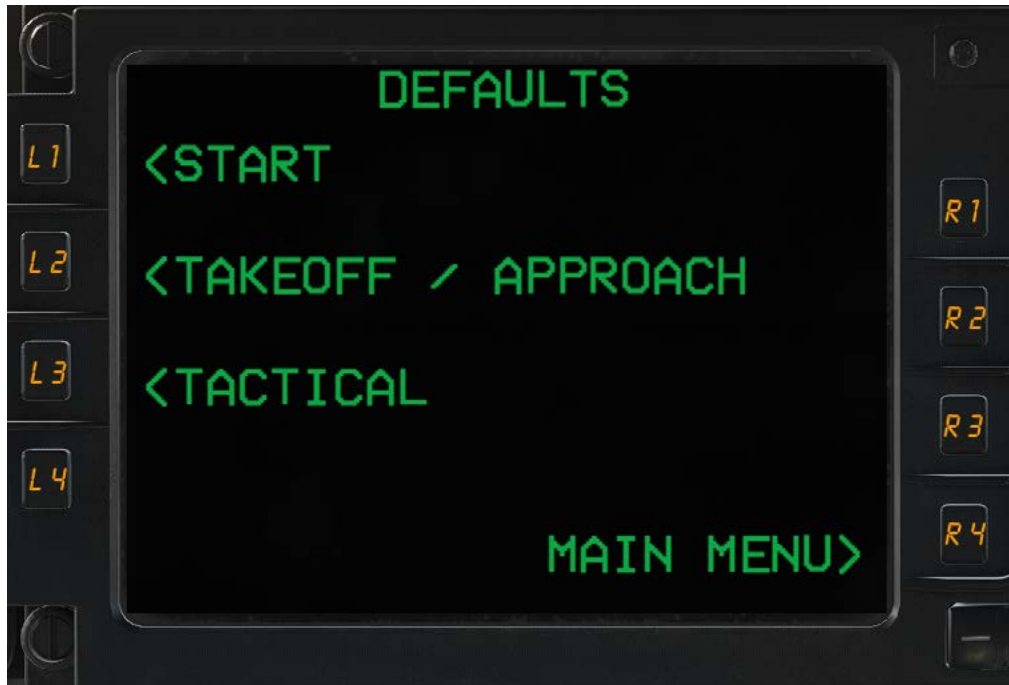 DEFAULTS
L1
<START
R1
L2
<TAKEOFF / APPROACH
R2
L3
<TACTICAL
R3
L4
R4
MAIN MENU>